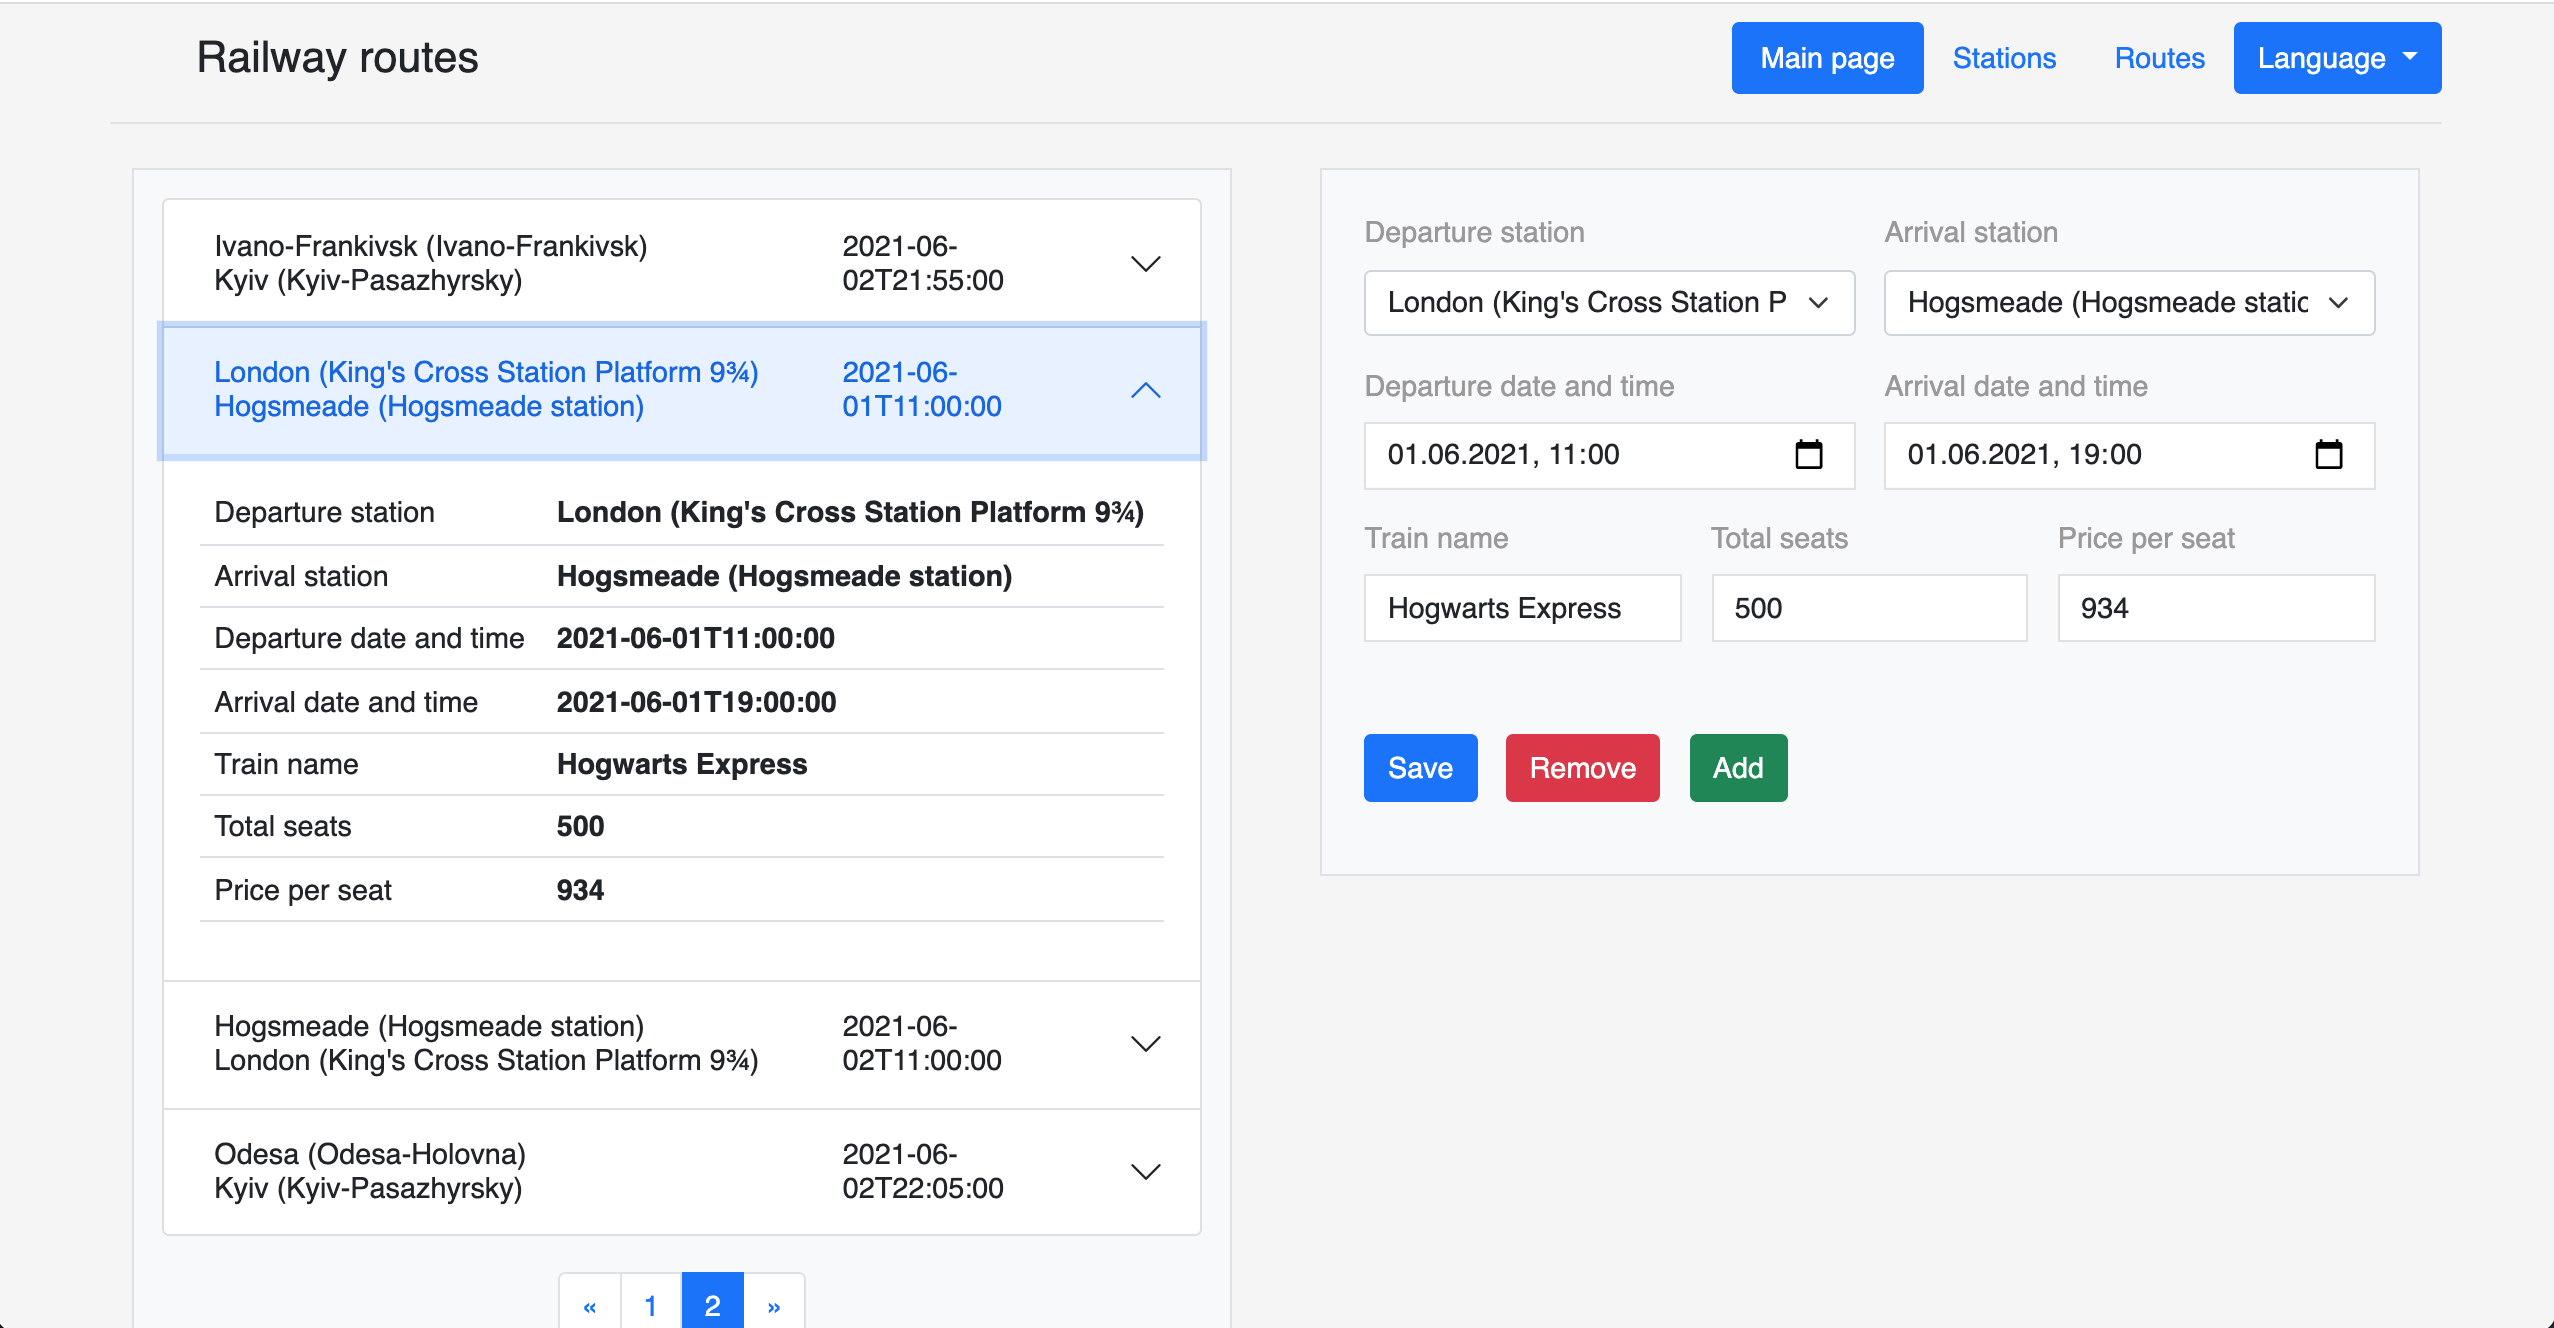 Railway routes
Main page Stations Routes Language
Ivano-Frankivsk (Ivano-Frankivsk) 2021-06-
Kyiv (Kyiv-Pasazhyrsky) 02T21:55:00
London (King's Cross Station Platform 9¾) 2021-06-
Hogsmeade (Hogsmeade station) 01T11:00:00
Departure station London (King's Cross Station Platform 9¾)
Arrival station Hogsmeade (Hogsmeade station)
Departure date and time 2021-06-01T11:00:00
Arrival date and time 2021-06-01T19:00:00
Train name Hogwarts Express
Total seats 500
Price per seat 934
Hogsmeade (Hogsmeade station) 2021-06-
London (King's Cross Station Platform 9¾) 02T11:00:00
Odesa (Odesa-Holovna) 2021-06-
Kyiv (Kyiv-Pasazhyrsky) 02T22:05:00
« 1 2 »
Departure station Arrival station
London (King's Cross Station P Hogsmeade (Hogsmeade static
Departure date and time Arrival date and time
01.06.2021, 11:00 01.06.2021, 19:00
Train name Total seats Price per seat
Hogwarts Express 500 934
Save Remove Add